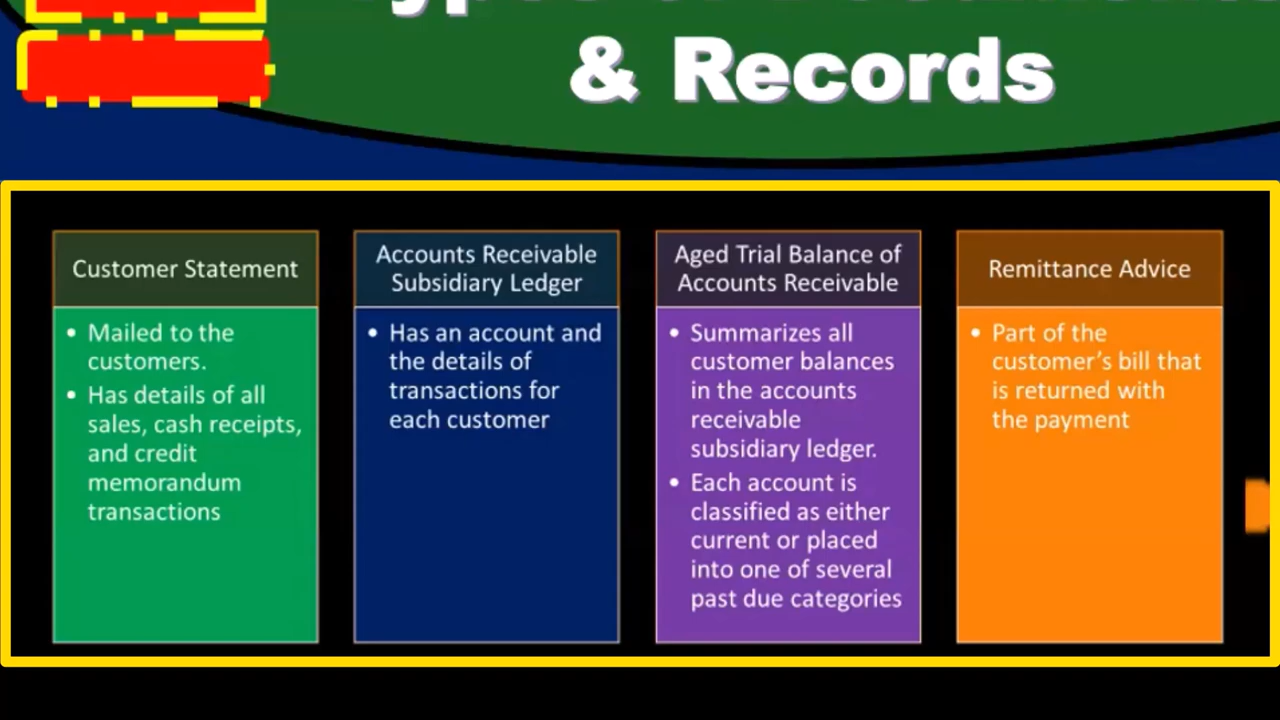 & Records
Customer Statement
• Mailed to the
customers.
• Has details of all
sales, cash receipts,
and credit
memorandum
transactions
Accounts Receivable
Subsidiary Ledger
• Has an account and
the details of
transactions for
each customer
Aged Trial Balance of
Accounts Receivable
• Summarizes all
customer balances
in the accounts
receivable
subsidiary ledger.
• Each account is
classified as either
current or placed
into one of several
past due categories
Remittance Advice
• Part of the
customer’s bill that
is returned with
the payment